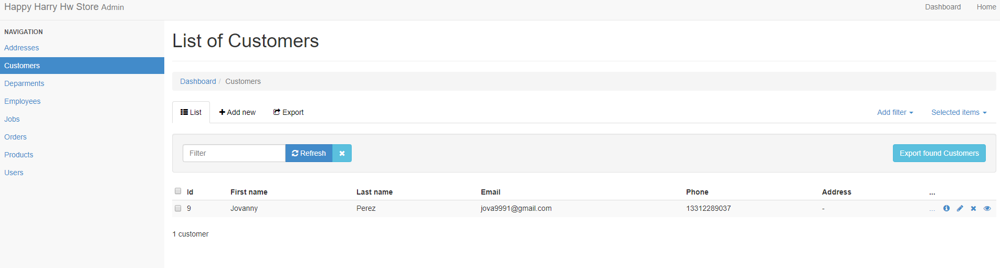 Happy Harry Hw Store Admin
Dashboard Home
NAVIGATION
Addresses
Customers
Deparments
Employees
Jobs
Orders
Products
Users
List of Customers
Dashboard / Customers
List Add new Export Add filter Selected items
Filter Refresh Export found Customers
Id First name Last name Email Phone Address ...
9 Jovanny Perez jova9991@gmail.com 13312289037 - ...
1 customer